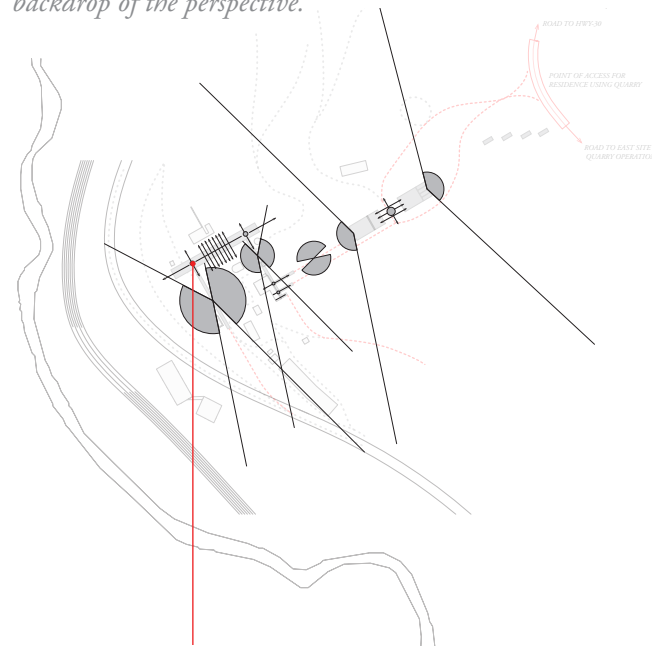 backdrop of the perspective.
ROAD TO HWY-30
POINT OF ACCESS FOR
RESIDENCE USING QUARRY
ROAD TO EAST SITE
QUARRY OPERATIO